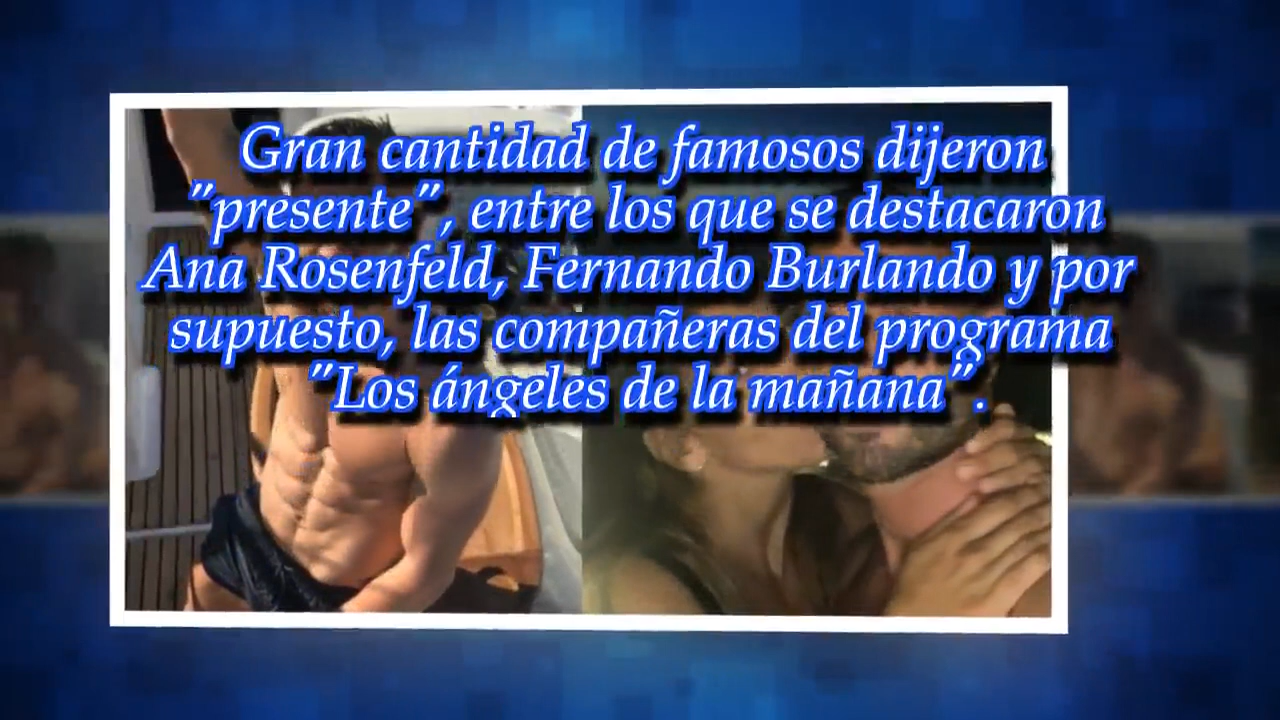 Gran cantidad de famosos dijeron
"presente", entre los que se destacaron
Ana Rosenfeld, Fernando Burlando y por
supuesto, las compañeras del programa
"Los ángeles de la mañana".